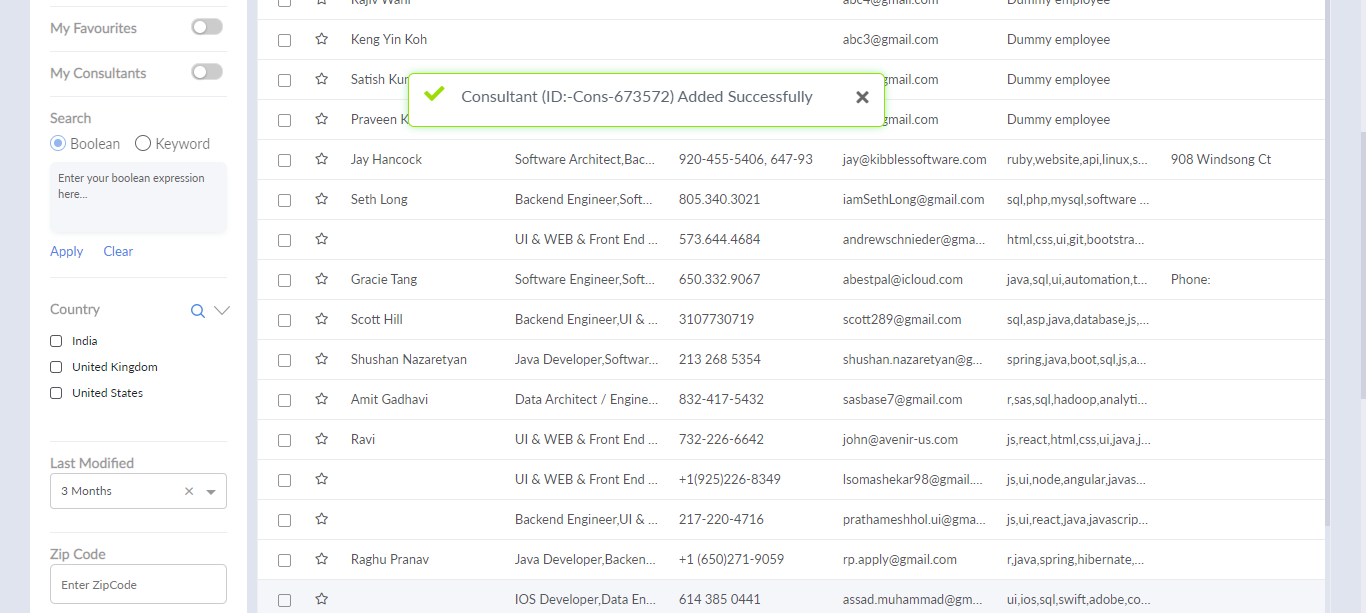 My Favourites
My Consultants
Search
Boolean Keyword
Enter your boolean expression
here...
Apply Clear
Country
India
United Kingdom
United States
Last Modified
3 Months
Zip Code
Enter ZipCode
Rajiv Wahi abc4@gmail.com Dummy employee
Keng Yin Koh abc3@gmail.com Dummy employee
Satish Kum gmail.com Dummy employee
Consultant (ID:-Cons-673572) Added Successfully
Praveen K gmail.com Dummy employee
Jay Hancock Software Architect,Bac... 920-455-5406, 647-93 jay@kibblessoftware.com ruby,website,api,linux,s... 908 Windsong Ct
Seth Long Backend Engineer,Soft... 805.340.3021 iamSethLong@gmail.com sql,php,mysql,software ...
UI & WEB & Front End ... 573.644.4684 andrewschnieder@gma... html,css,ui,git,bootstra...
Gracie Tang Software Engineer,Soft... 650.332.9067 abestpal@icloud.com java,sql,ui,automation,t... Phone:
Scott Hill Backend Engineer,UI & ... 3107730719 scott289@gmail.com sql,asp,java,database,js,...
Shushan Nazaretyan Java Developer,Softwar... 213 268 5354 shushan.nazaretyan@g... spring,java,boot,sql,js,a...
Amit Gadhavi Data Architect / Engine... 832-417-5432 sasbase7@gmail.com r,sas,sql,hadoop,analyti...
Ravi UI & WEB & Front End ... 732-226-6642 john@avenir-us.com js,react,html,css,ui,java,j...
UI & WEB & Front End ... +1(925)226-8349 lsomashekar98@gmail.... js,ui,node,angular,javas...
Backend Engineer,UI & ... 217-220-4716 prathameshhol.ui@gma... js,ui,react,java,javascrip...
Raghu Pranav Java Developer,Backen... +1 (650)271-9059 rp.apply@gmail.com r,java,spring,hibernate,...
IOS Developer,Data En... 614 385 0441 assad.muhammad@gm... ui,ios,sql,swift,adobe,co...